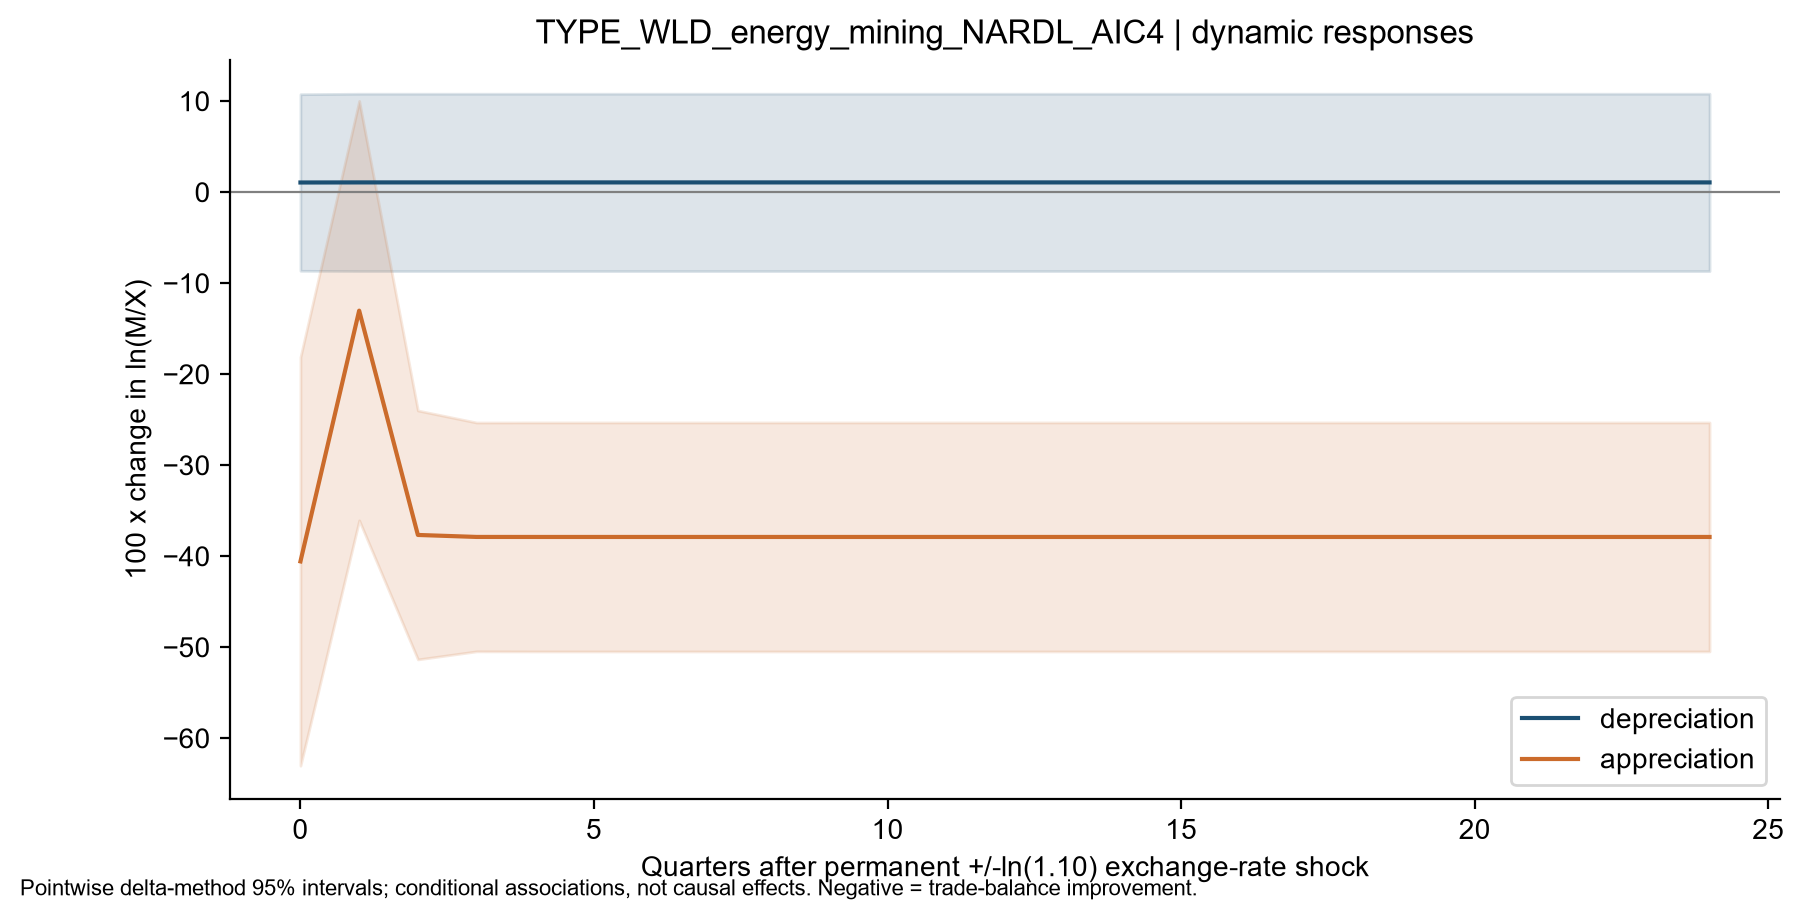 TYPE_WLD_energy_mining_NARDL_AIC4 | dynamic responses
100 x change in ln(M/X)
10
0
−10
−20
−30
−40
−50
−60
depreciation
appreciation
0 5 10 15 20 25
Quarters after permanent +/-ln(1.10) exchange-rate shock
Pointwise delta-method 95% intervals; conditional associations, not causal effects. Negative = trade-balance improvement.